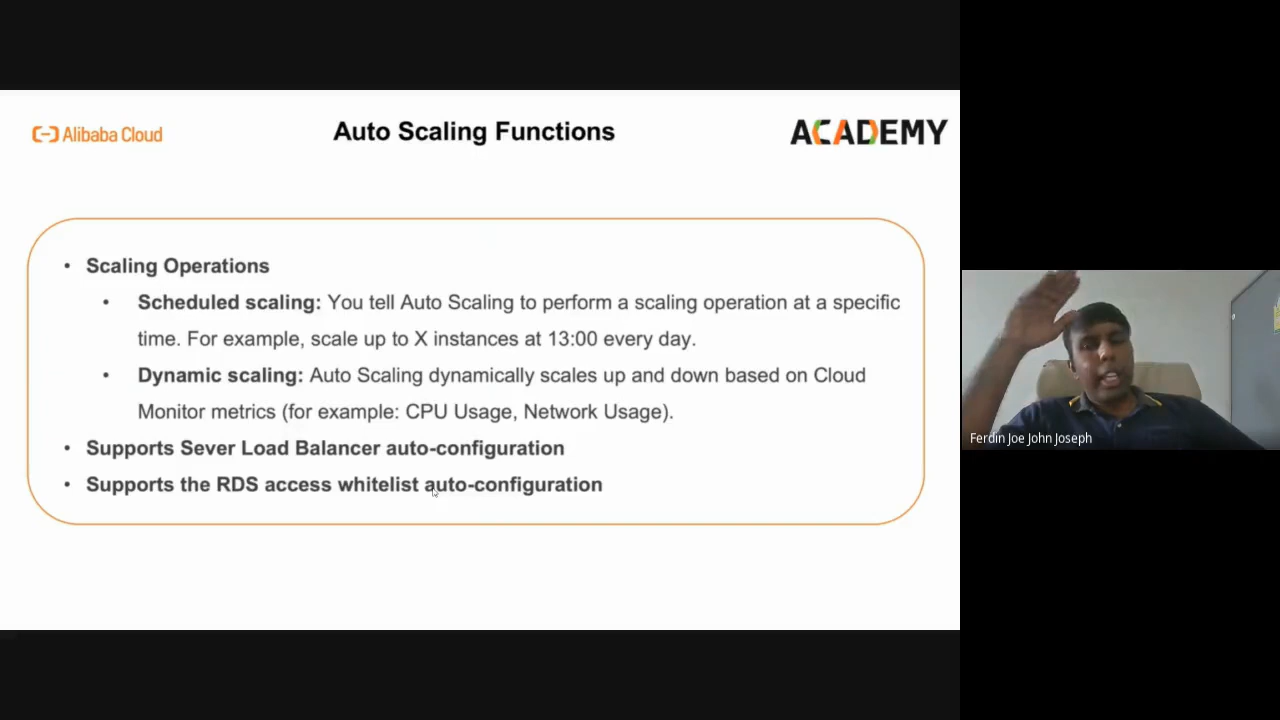 Alibaba Cloud
Auto Scaling Functions
ACADEMY
• Scaling Operations
• Scheduled scaling: You tell Auto Scaling to perform a scaling operation at a specific
time. For example, scale up to X instances at 13:00 every day.
• Dynamic scaling: Auto Scaling dynamically scales up and down based on Cloud
Monitor metrics (for example: CPU Usage, Network Usage).
• Supports Sever Load Balancer auto-configuration
• Supports the RDS access whitelist auto-configuration
Ferdin Joe John Joseph